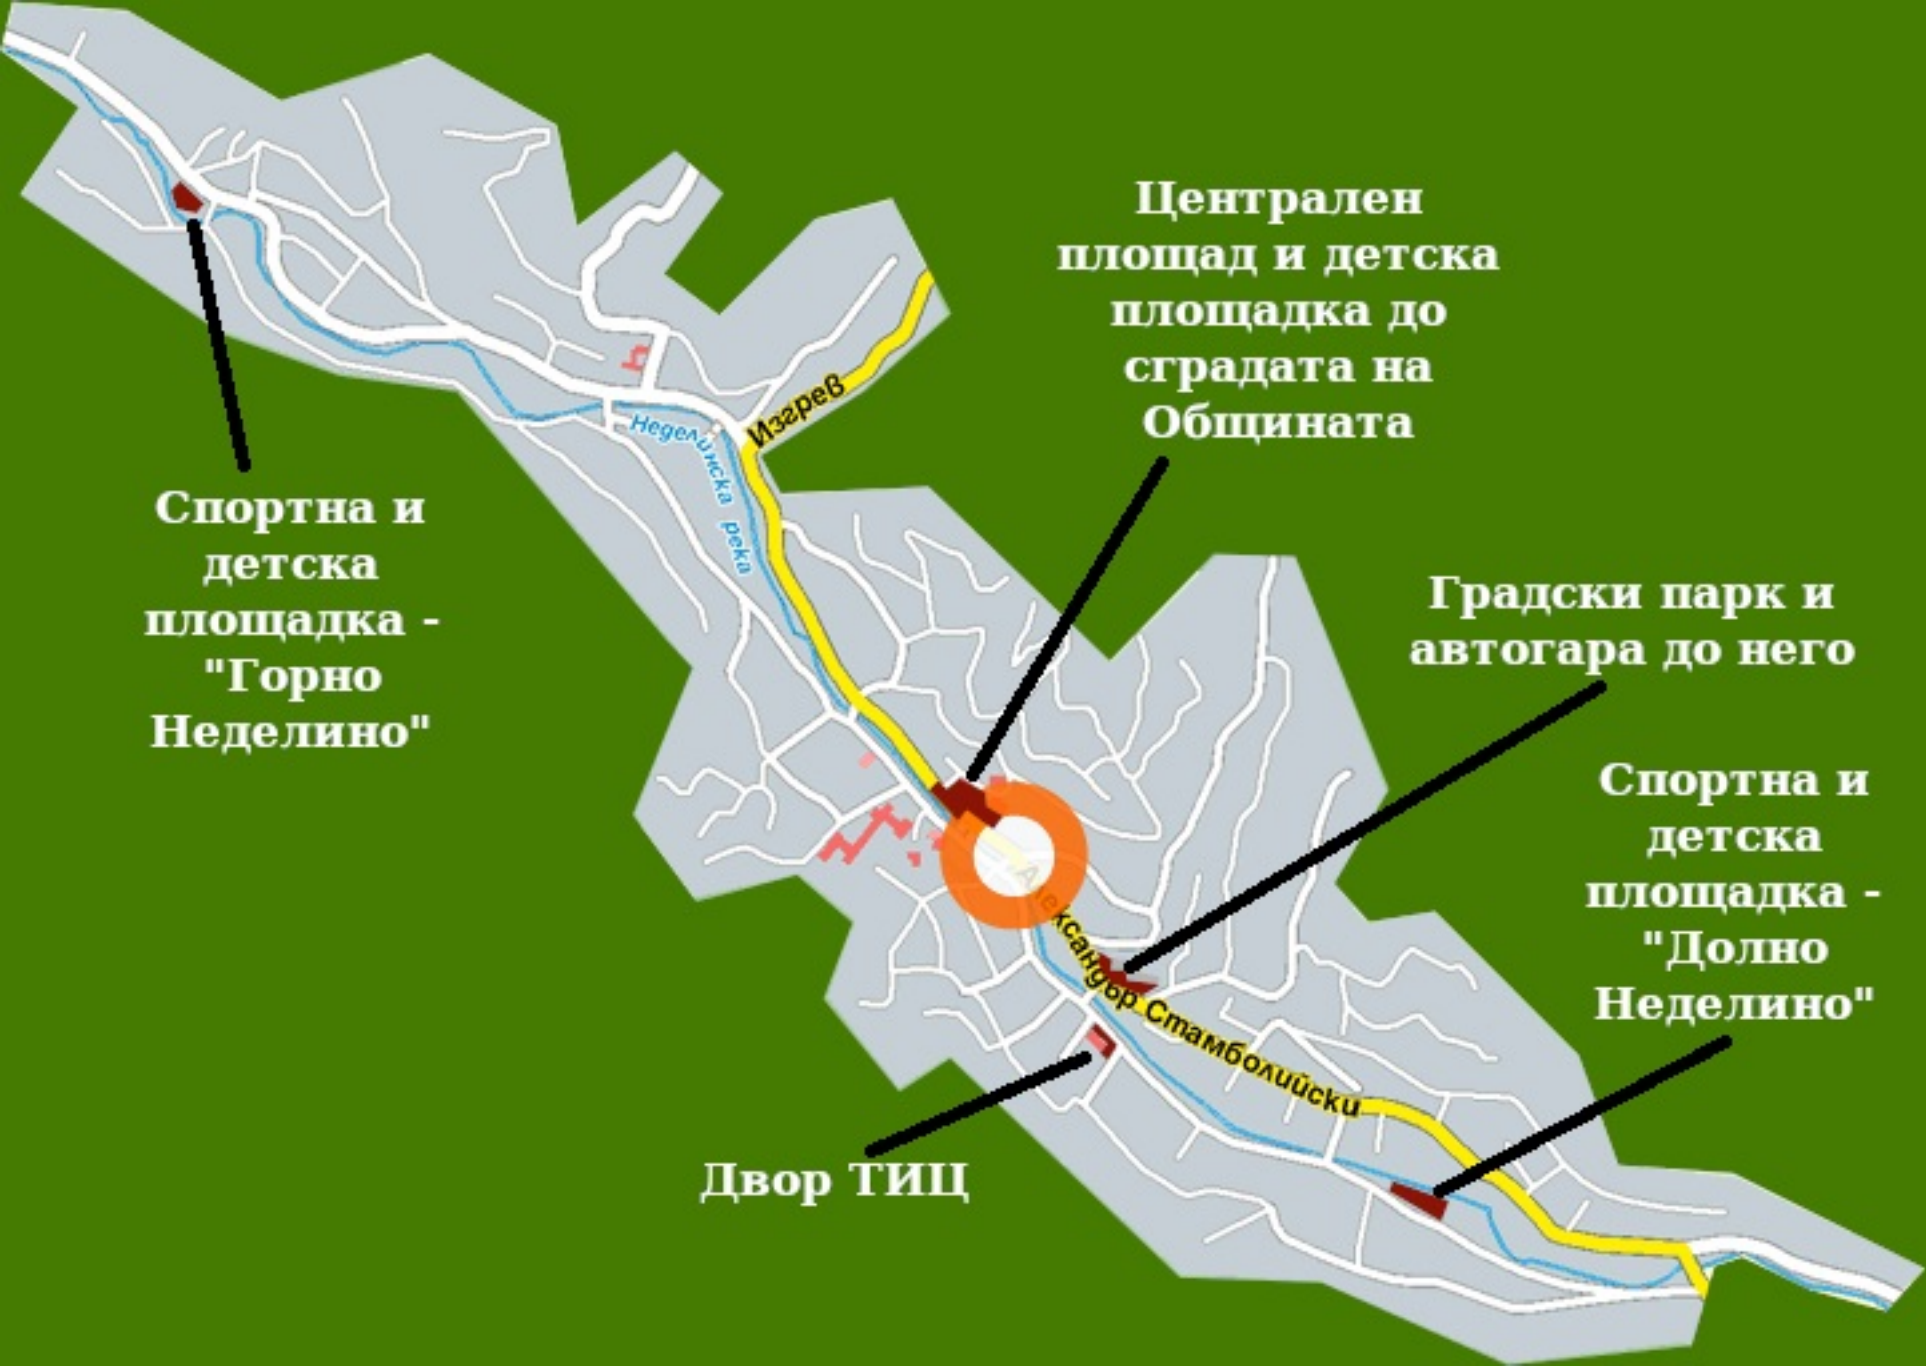 Централен
площад и детска
площадка до
сградата на
Общината
Изгрев
Неделинска река
Спортна и
детска
площадка -
"Горно
Неделино"
Градски парк и
автогара до него
Спортна и
детска
площадка -
"Долно
Неделино"
Александър Стамболийски
Двор ТИЦ